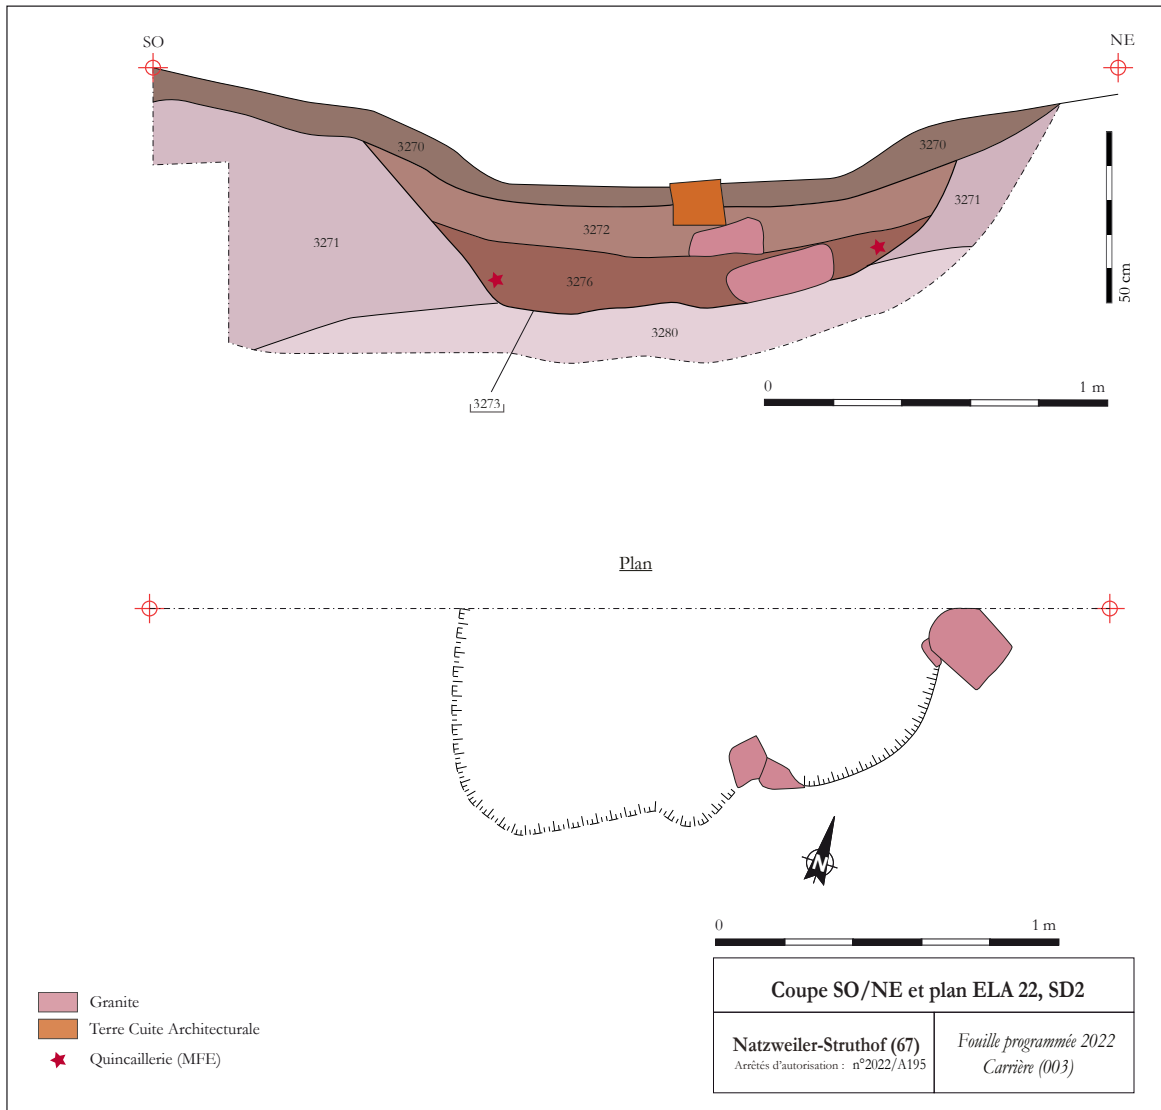 SO
NE
3270
3270
3271
3272
3271
3276
3280
3273
50 cm
0 1 m
Plan
N
0 1 m
Granite
Terre Cuite Architecturale
Quincaillerie (MFE)
Coupe SO/NE et plan ELA 22, SD2
Natzweiler-Struthof (67)
Arrêtés d'autorisation : n°2022/A195
Fouille programmée 2022
Carrière (003)